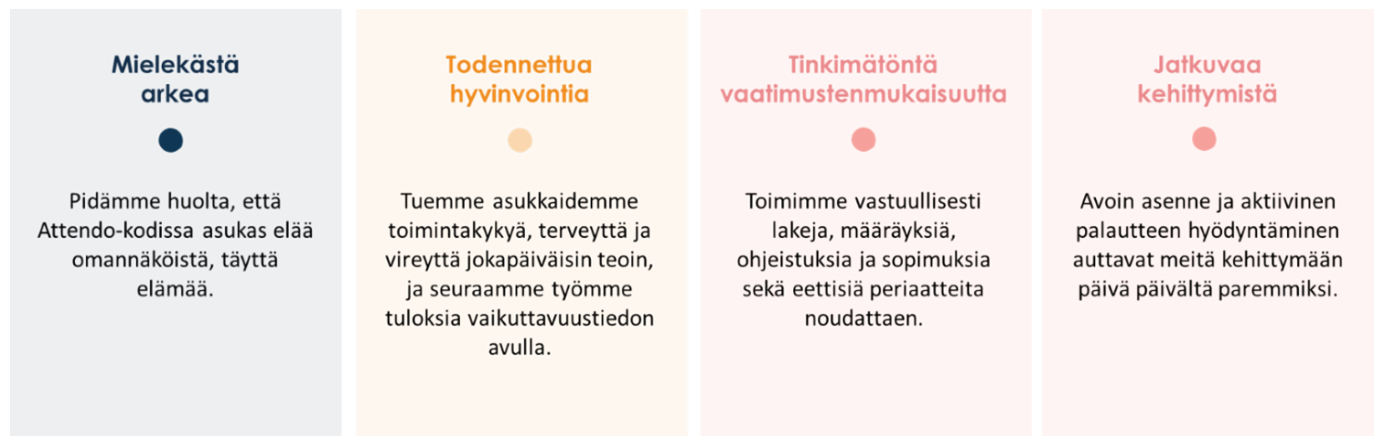 Mielekästä
arkea
Pidämme huolta, että
Attendo-kodissa asukas elää
omannäköistä, täyttä
elämää.
Todennettua
hyvinvointia
Tuemme asukkaidemme
toimintakykyä, terveyttä ja
vireyttä jokapäiväisin teoin,
ja seuraamme työmme
tuloksia vaikuttavuustiedon
avulla.
Tinkimätöntä
vaatimustenmukaisuutta
Toimimme vastuullisesti
lakeja, määräyksiä,
ohjeistuksia ja sopimuksia
sekä eettisiä periaatteita
noudattaen.
Jatkuvaa
kehittymistä
Avoin asenne ja aktiivinen
palautteen hyödyntäminen
auttavat meitä kehittymään
päivä päivältä paremmiksi.